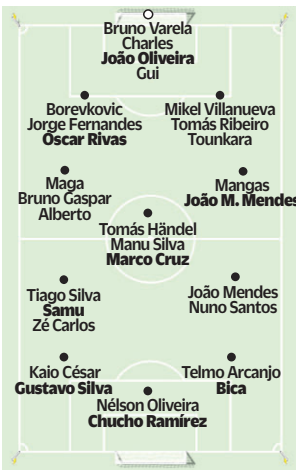 Bruno Varela
Charles
João Oliveira
Gui
Borevkovic
Jorge Fernandes
Óscar Rivas
Mikel Villanueva
Tomás Ribeiro
Tounkara
Maga
Bruno Gaspar
Alberto
Mangas
João M. Mendes
Tomás Händel
Manu Silva
Marco Cruz
Tiago Silva
Samu
Zé Carlos
João Mendes
Nuno Santos
Kaio César
Gustavo Silva
Telmo Arcanjo
Bica
Nélson Oliveira
Chucho Ramírez